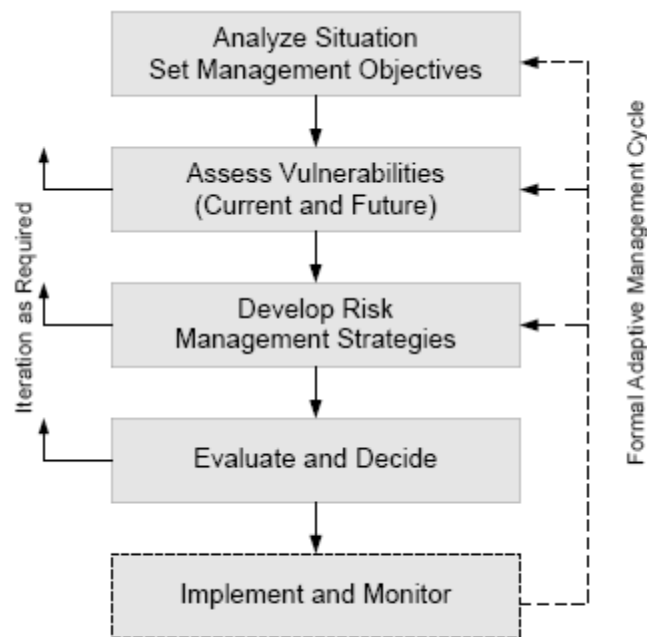 Analyze Situation
Set Management Objectives
Assess Vulnerabilities
(Current and Future)
Develop Risk
Management Strategies
Evaluate and Decide
Implement and Monitor
Iteration as Required
Formal Adaptive Management Cycle